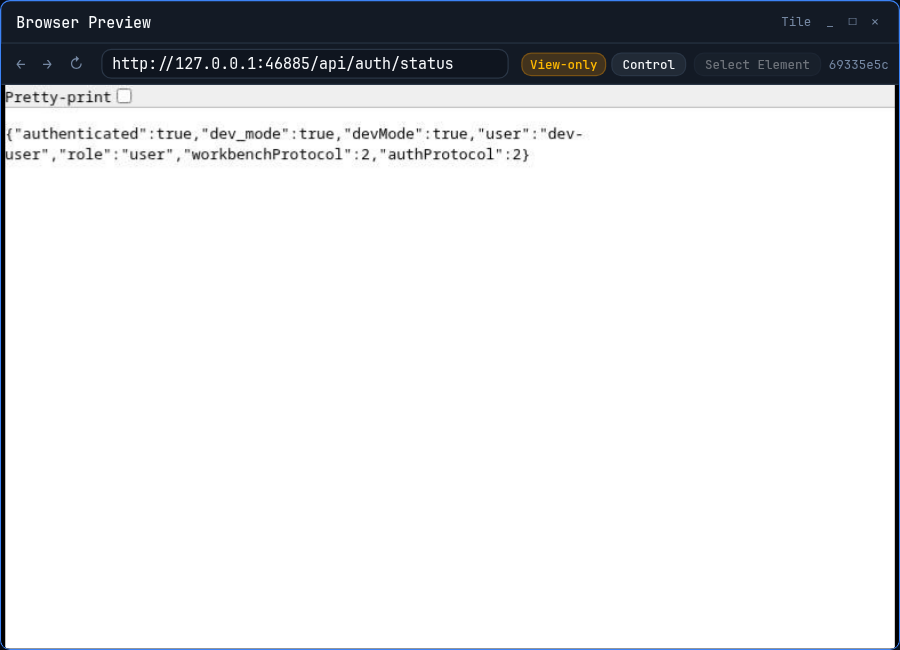 Browser Preview Tile _ □ ×
← → ↻ http://127.0.0.1:46885/api/auth/status View-only Control Select Element 69335e5c
Pretty-print
{"authenticated":true,"dev_mode":true,"devMode":true,"user":"dev-
user","role":"user","workbenchProtocol":2,"authProtocol":2}